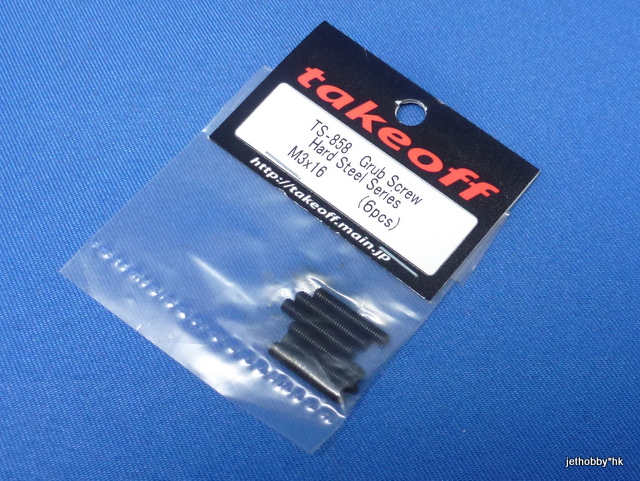 takeoff
TS-858 Grub Screw
Hard Steel Series
M3x16 (6pcs)
http://takeoff.main.jp
jethobby*hk